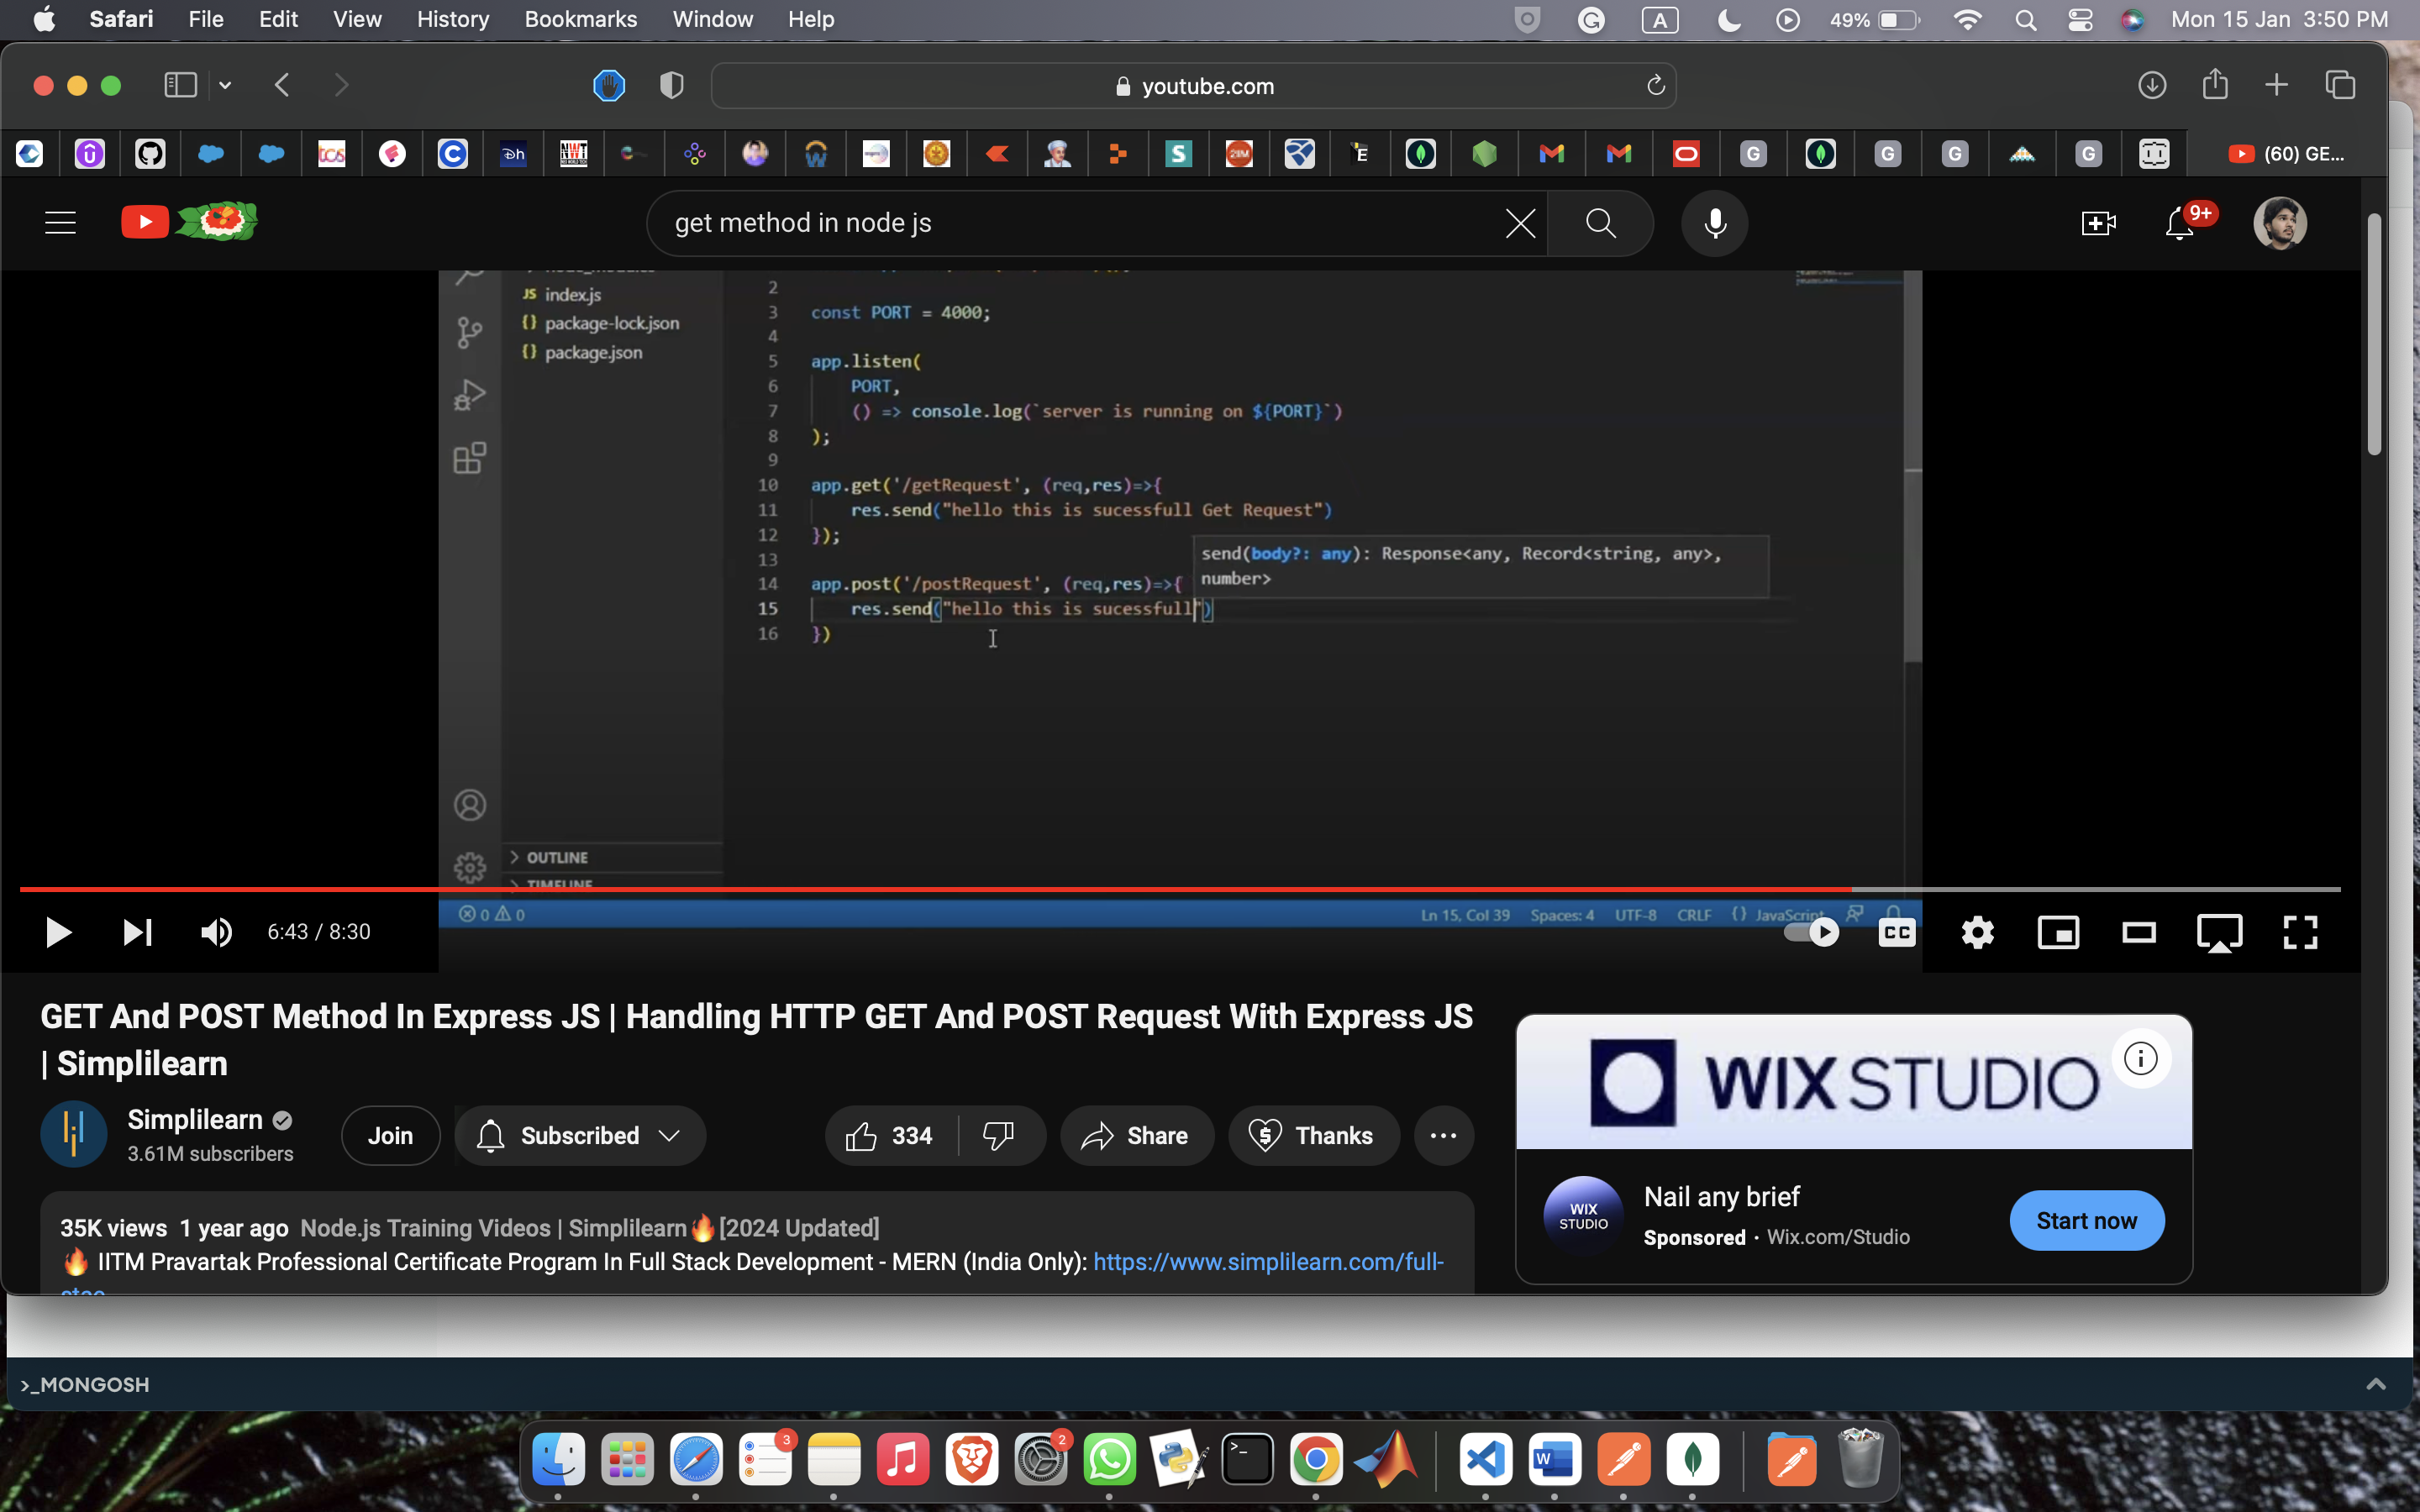 Safari File Edit View History Bookmarks Window Help
A
49%
Mon 15 Jan 3:50 PM
youtube.com
tcs
Dh
NWT
S
E
G
G
G
G
(60) GE...
get method in node js
9+
JS index.js
{} package-lock.json
{} package.json
2
3 const PORT = 4000;
4
5 app.listen(
6 PORT,
7 () => console.log(`server is running on ${PORT}`)
8 );
9
10 app.get('/getRequest', (req,res)=>{
11 res.send("hello this is sucessfull Get Request")
12 });
13
send(body?: any): Response<any, Record<string, any>,
number>
14 app.post('/postRequest', (req,res)=>{
15 res.send("hello this is sucessfull")
16 })
OUTLINE
TIMELINE
0 0
Ln 15, Col 39 Spaces: 4 UTF-8 CRLF {} JavaScript
6:43 / 8:30
CC
GET And POST Method In Express JS | Handling HTTP GET And POST Request With Express JS
| Simplilearn
Simplilearn
3.61M subscribers
Join
Subscribed
334
Share
Thanks
35K views 1 year ago Node.js Training Videos | Simplilearn🔥[2024 Updated]
🔥 IITM Pravartak Professional Certificate Program In Full Stack Development - MERN (India Only): https://www.simplilearn.com/full-
WIX STUDIO
WIX
STUDIO
Nail any brief
Sponsored · Wix.com/Studio
Start now
>_MONGOSH
3
2
W